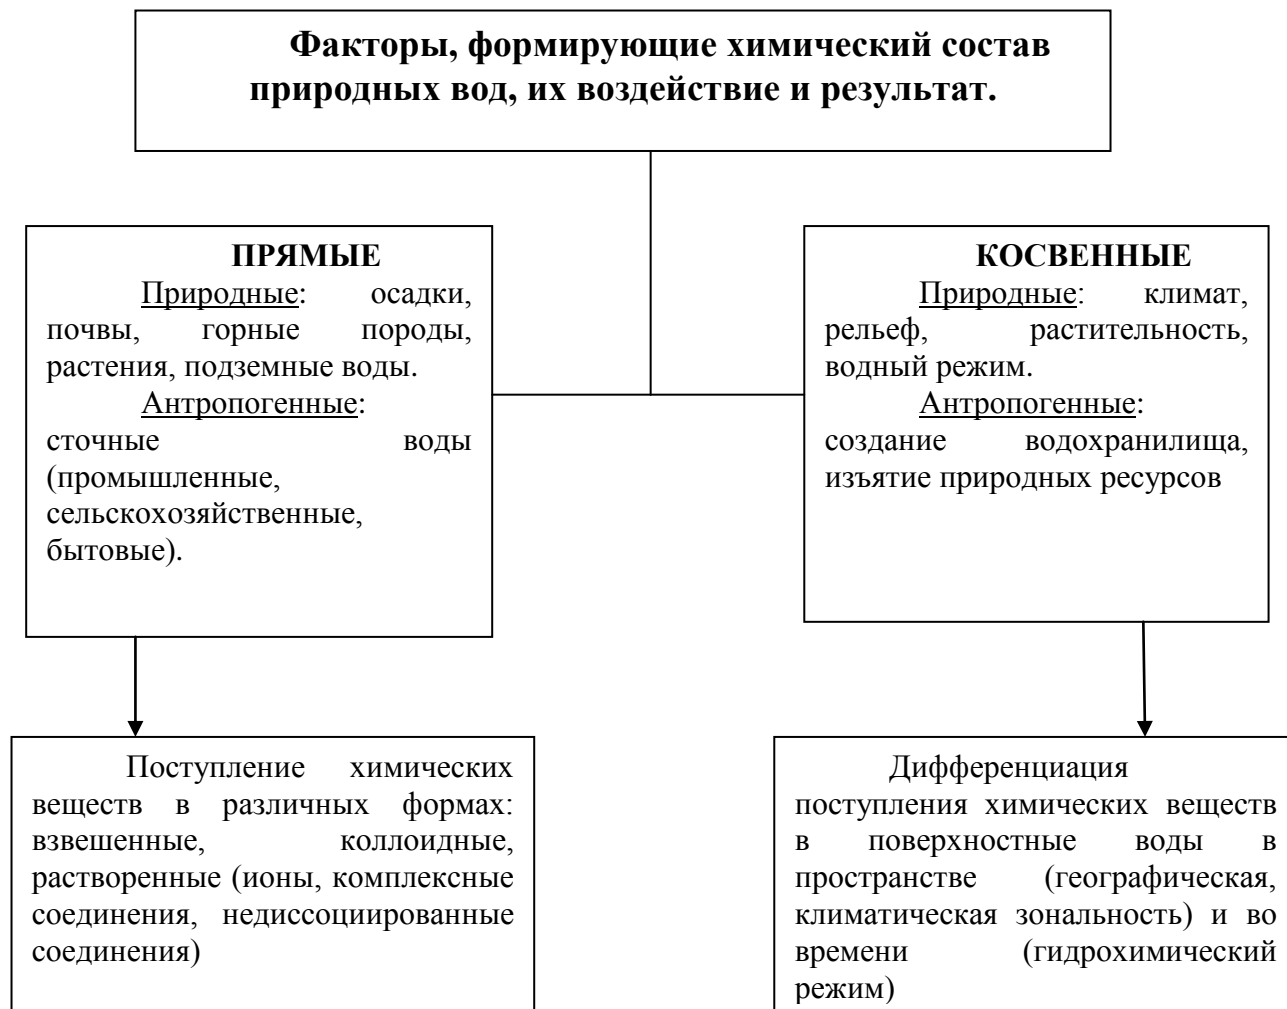 Факторы, формирующие химический состав
природных вод, их воздействие и результат.
ПРЯМЫЕ
Природные: осадки,
почвы, горные породы,
растения, подземные воды.
Антропогенные:
сточные воды
(промышленные,
сельскохозяйственные,
бытовые).
КОСВЕННЫЕ
Природные: климат,
рельеф, растительность,
водный режим.
Антропогенные:
создание водохранилища,
изъятие природных ресурсов
Поступление химических
веществ в различных формах:
взвешенные, коллоидные,
растворенные (ионы, комплексные
соединения, недиссоциированные
соединения)
Дифференциация
поступления химических веществ
в поверхностные воды в
пространстве (географическая,
климатическая зональность) и во
времени (гидрохимический
режим)